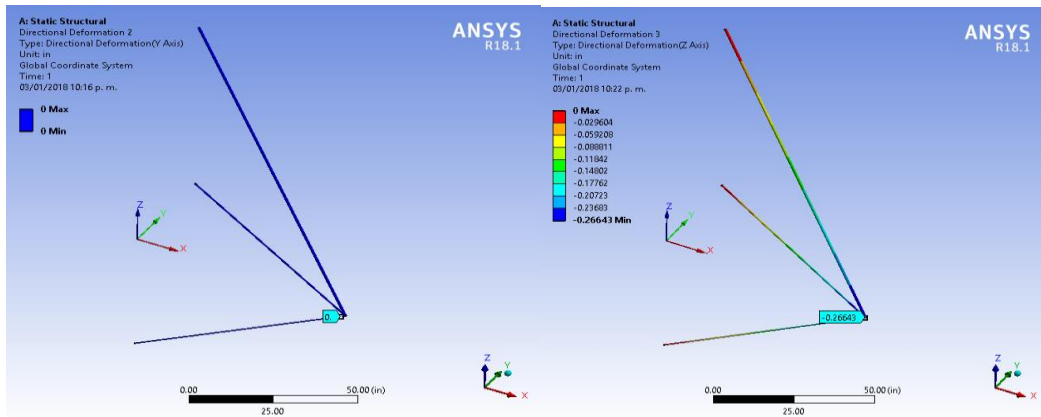 A: Static Structural
Directional Deformation 2
Type: Directional Deformation(Y Axis)
Unit: in
Global Coordinate System
Time: 1
03/01/2018 10:16 p. m.
0 Max
0 Min
ANSYS
R18.1
Z
Y
X
0.
Z
Y
X
0.00
50.00 (in)
25.00
A: Static Structural
Directional Deformation 3
Type: Directional Deformation(Z Axis)
Unit: in
Global Coordinate System
Time: 1
03/01/2018 10:22 p. m.
0 Max
-0.029604
-0.059208
-0.088811
-0.11842
-0.14802
-0.17762
-0.20723
-0.23683
-0.26643 Min
ANSYS
R18.1
Z
Y
X
-0.26643
Z
Y
X
0.00
50.00 (in)
25.00